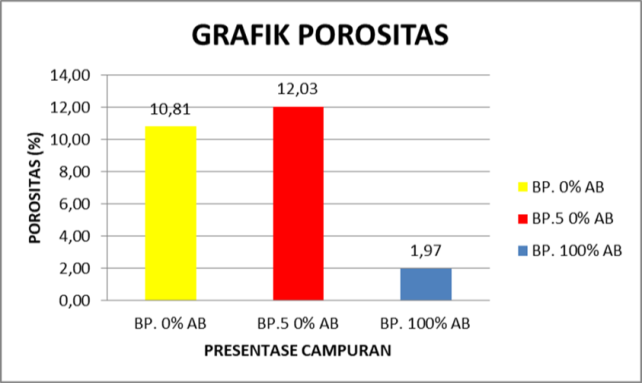 GRAFIK POROSITAS
POROSITAS (%)
14,00
12,00
10,00
8,00
6,00
4,00
2,00
0,00
10,81
12,03
1,97
BP. 0% AB
BP.5 0% AB
BP. 100% AB
PRESENTASE CAMPURAN
BP. 0% AB
BP.5 0% AB
BP. 100% AB